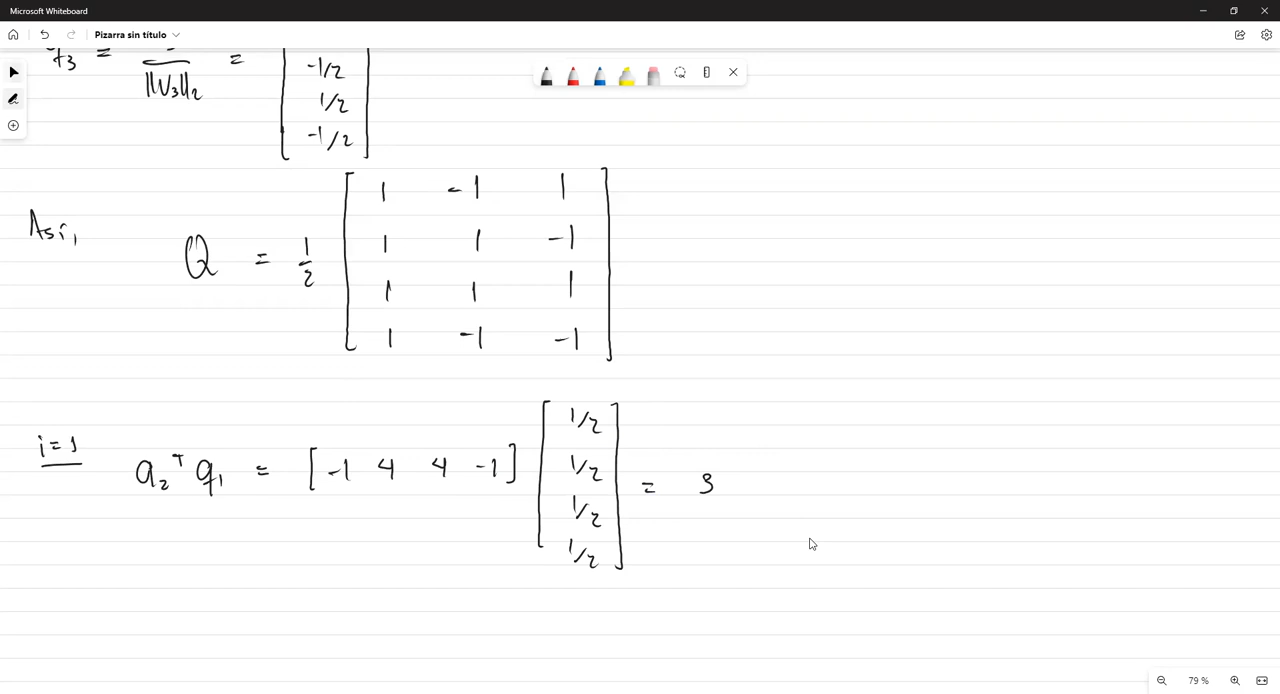 Microsoft Whiteboard
Pizarra sin título
q3 = ‖V3‖2 = [ -1/2 1/2 -1/2 ]
Así,
Q = 1/2 [ 1 -1 1
1 1 -1
1 1 1
1 -1 -1 ]
i=1
a2ᵀ q1 = [ -1 4 4 -1 ] [ 1/2 1/2 1/2 1/2 ] = 3
79 %